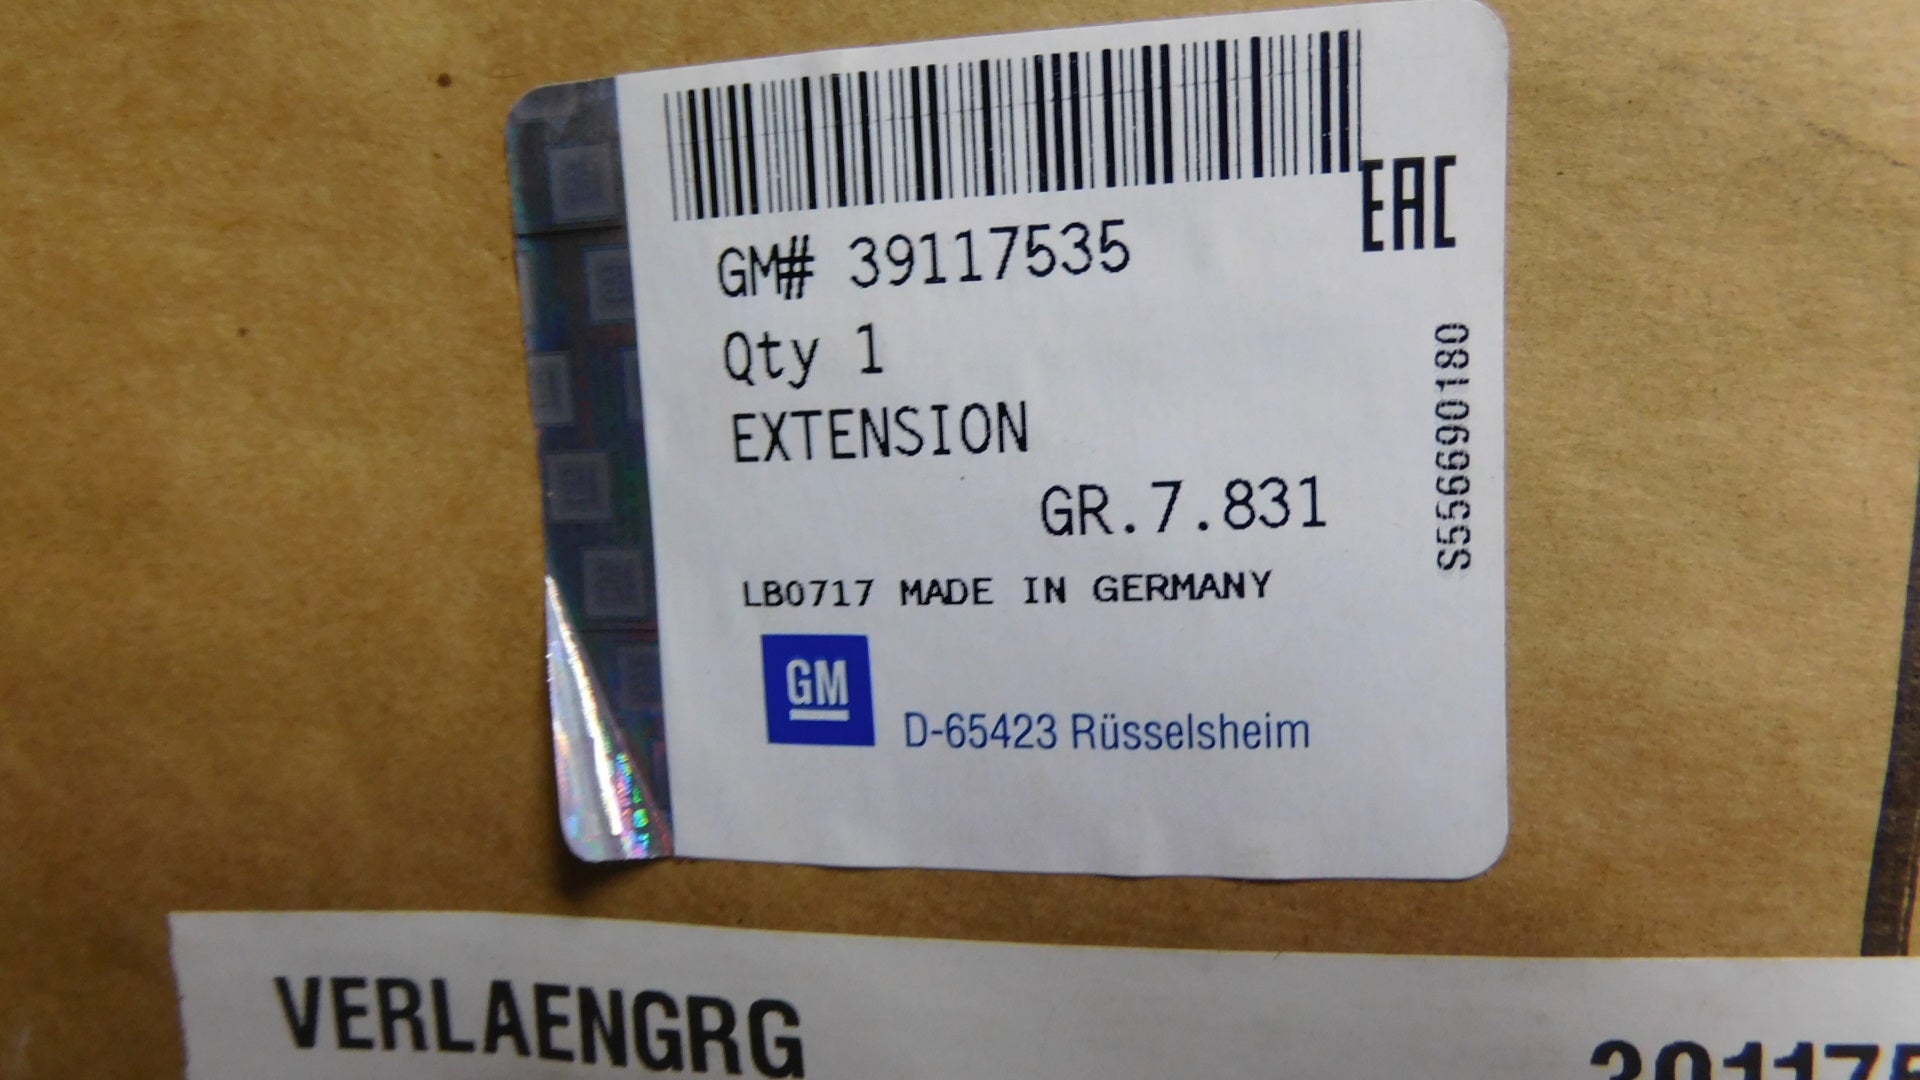 GM# 39117535
EAC
Qty 1
EXTENSION
GR.7.831
S556690180
LB0717 MADE IN GERMANY
GM
D-65423 Rüsselsheim
VERLAENGRG